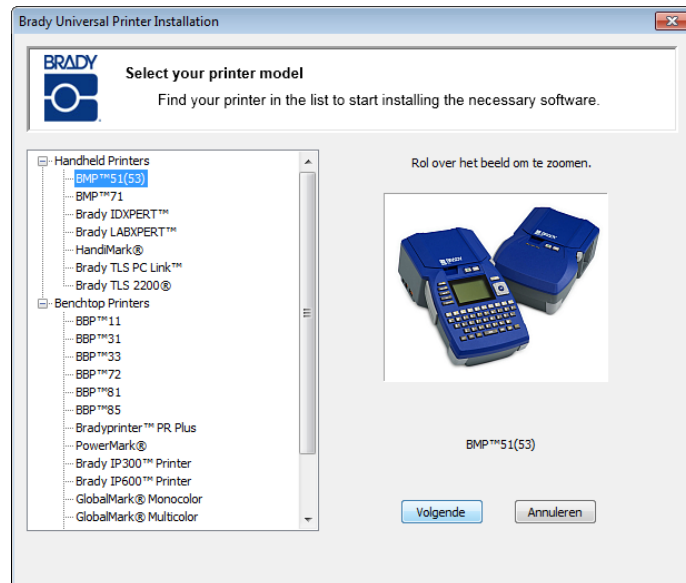 Brady Universal Printer Installation
BRADY
Select your printer model
Find your printer in the list to start installing the necessary software.
Handheld Printers
BMP™51(53)
BMP™71
Brady IDXPERT™
Brady LABXPERT™
HandiMark®
Brady TLS PC Link™
Brady TLS 2200®
Benchtop Printers
BBP™11
BBP™31
BBP™33
BBP™72
BBP™81
BBP™85
Bradyprinter™ PR Plus
PowerMark®
Brady IP300™ Printer
Brady IP600™ Printer
GlobalMark® Monocolor
GlobalMark® Multicolor
Rol over het beeld om te zoomen.
BMP™51(53)
Volgende
Annuleren